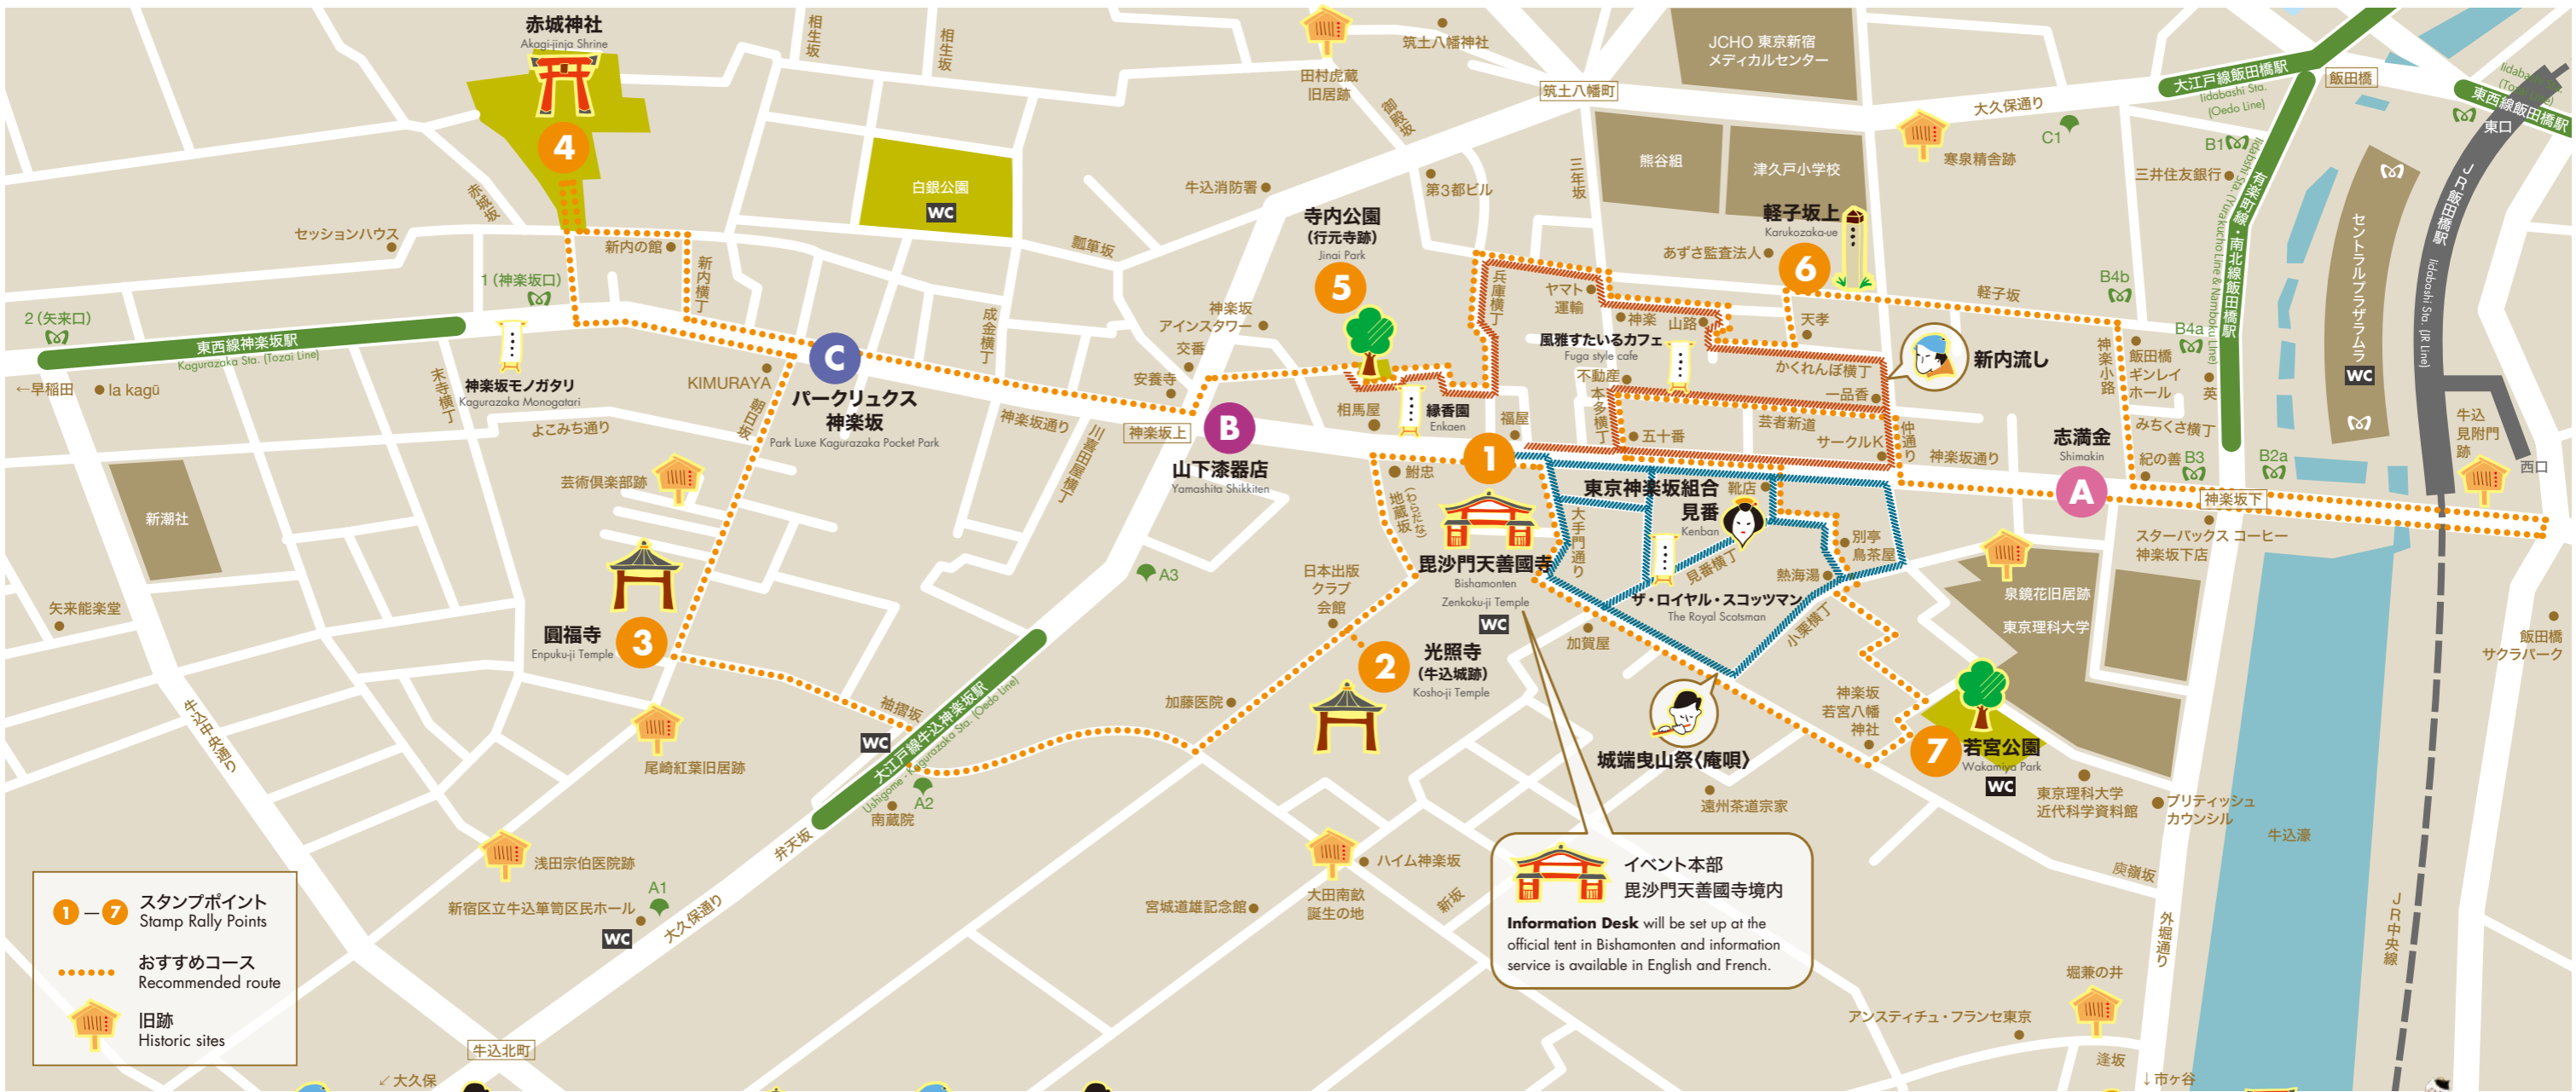 赤城神社
Akagi-jinja Shrine
4
相生坂
相生坂
田村虎蔵
旧居跡
筑土八幡神社
御殿坂
筑土八幡町
JCHO 東京新宿
メディカルセンター
大久保通り
大江戸線飯田橋駅
Iidabashi Sta.
(Oedo Line)
飯田橋
東西線飯田橋駅
東口
C1
B1
寒泉精舎跡
三井住友銀行
有楽町線・南北線飯田橋駅
Iidabashi Sta. (Yurakucho Line & Namboku Line)
セントラルプラザラムラ
WC
JR飯田橋駅
Iidabashi Sta. (JR Line)
熊谷組
津久戸小学校
三年坂
第3都ビル
牛込消防署
白銀公園
WC
瓢箪坂
赤城坂
セッションハウス
新内の館
新内横丁
1 (神楽坂口)
2 (矢来口)
東西線神楽坂駅
Kagurazaka Sta. (Tozai Line)
←早稲田
la kagū
末寺横丁
神楽坂モノガタリ
Kagurazaka Monogatari
よこみち通り
KIMURAYA
朝日坂
C
パークリュクス
神楽坂
Park Luxe Kagurazaka Pocket Park
成金横丁
神楽坂通り
川喜田屋横丁
神楽坂上
神楽坂
アインスタワー
交番
安養寺
B
山下漆器店
Yamashita Shikkiten
寺内公園
(行元寺跡)
Jinai Park
5
相馬屋
縁香園
Enkaen
福屋
兵庫横丁
ヤマト
運輸
神楽
山路
風雅すたいるカフェ
Fuga style cafe
不動産
本多横丁
五十番
あずさ監査法人
軽子坂上
Karukozaka-ue
6
天孝
かくれんぼ横丁
一品香
芸者新道
サークルK
仲通り
新内流し
軽子坂
神楽坂通り
神楽小路
B4b
B4a
飯田橋
ギンレイ
ホール
英
みちくさ横丁
紀の善
B3
B2a
志満金
Shimakin
A
神楽坂下
スターバックス コーヒー
神楽坂下店
牛込
見附門
跡
西口
飯田橋
サクラパーク
新潮社
芸術倶楽部跡
矢来能楽堂
圓福寺
Enpuku-ji Temple
3
袖摺坂
尾崎紅葉旧居跡
WC
大江戸線牛込神楽坂駅
Ushigome - Kagurazaka Sta. (Oedo Line)
A3
A2
南蔵院
弁天坂
牛込中央通り
浅田宗伯医院跡
A1
新宿区立牛込箪笥区民ホール
WC
大久保通り
牛込北町
↙大久保
1
鮒忠
(わらだな)
地蔵坂
毘沙門天善國寺
Bishamonten
Zenkoku-ji Temple
WC
大手門通り
東京神楽坂組合
見番
Kenban
靴店
見番横丁
別亭
鳥茶屋
熱海湯
ザ・ロイヤル・スコッツマン
The Royal Scotsman
小栗横丁
加賀屋
日本出版
クラブ
会館
2
光照寺
(牛込城跡)
Kosho-ji Temple
加藤医院
城端曳山祭〈庵唄〉
遠州茶道宗家
神楽坂
若宮八幡
神社
7
若宮公園
Wakamiya Park
WC
泉鏡花旧居跡
東京理科大学
東京理科大学
近代科学資料館
ブリティッシュ
カウンシル
牛込濠
庾嶺坂
外堀通り
JR中央線
宮城道雄記念館
大田南畝
誕生の地
ハイム神楽坂
新坂
イベント本部
毘沙門天善國寺境内
Information Desk will be set up at the
official tent in Bishamonten and information
service is available in English and French.
堀兼の井
アンスティチュ・フランセ東京
逢坂
↓市ヶ谷
1 — 7
スタンプポイント
Stamp Rally Points
おすすめコース
Recommended route
旧跡
Historic sites